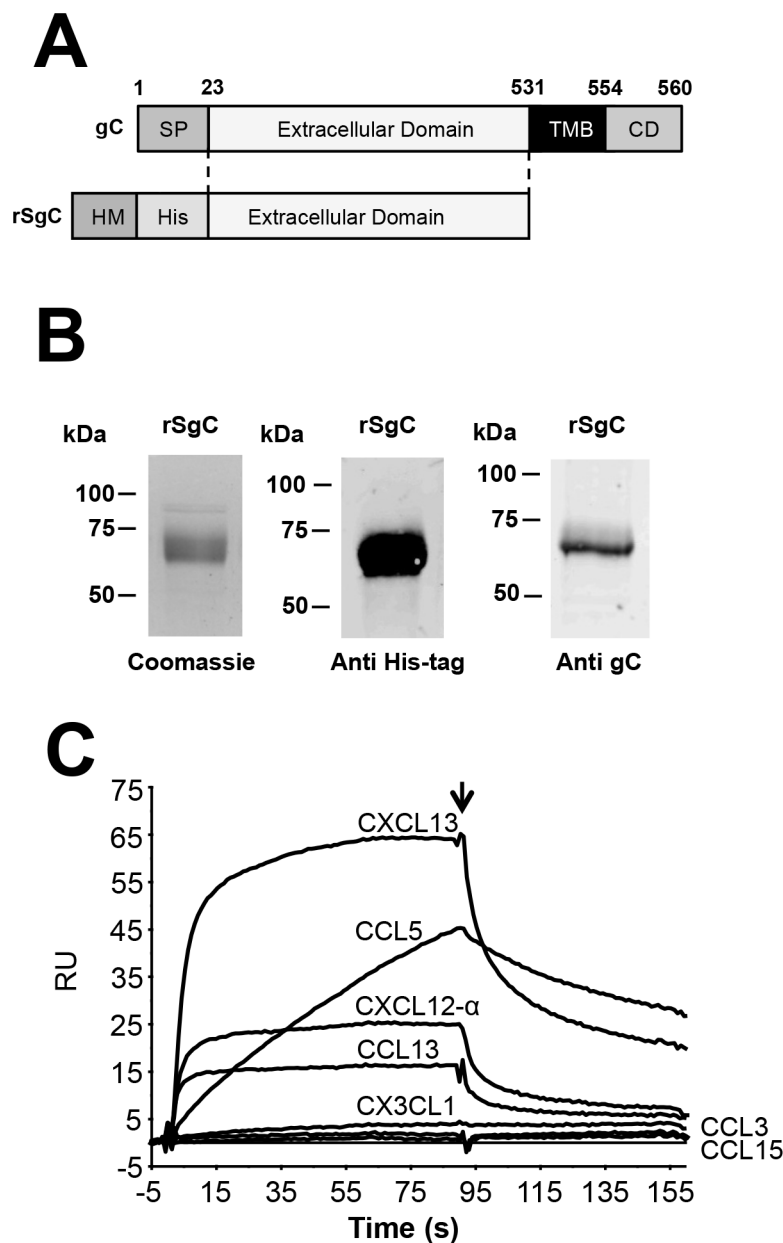 A
1 23 531 554 560
gC SP Extracellular Domain TMB CD
rSgC HM His Extracellular Domain
B
kDa rSgC
100
75
50
Coomassie
kDa rSgC
100
75
50
Anti His-tag
kDa rSgC
100
75
50
Anti gC
C
75
65
55
45
35
25
15
5
-5
RU
CXCL13
CCL5
CXCL12-α
CCL13
CX3CL1
CCL3
CCL15
-5 15 35 55 75 95 115 135 155
Time (s)